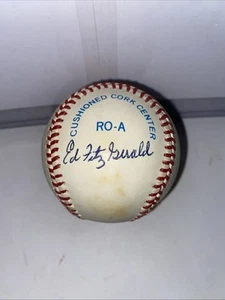 CUSHIONED CORK CENTER
RO-A
Ed Fitz Gerald